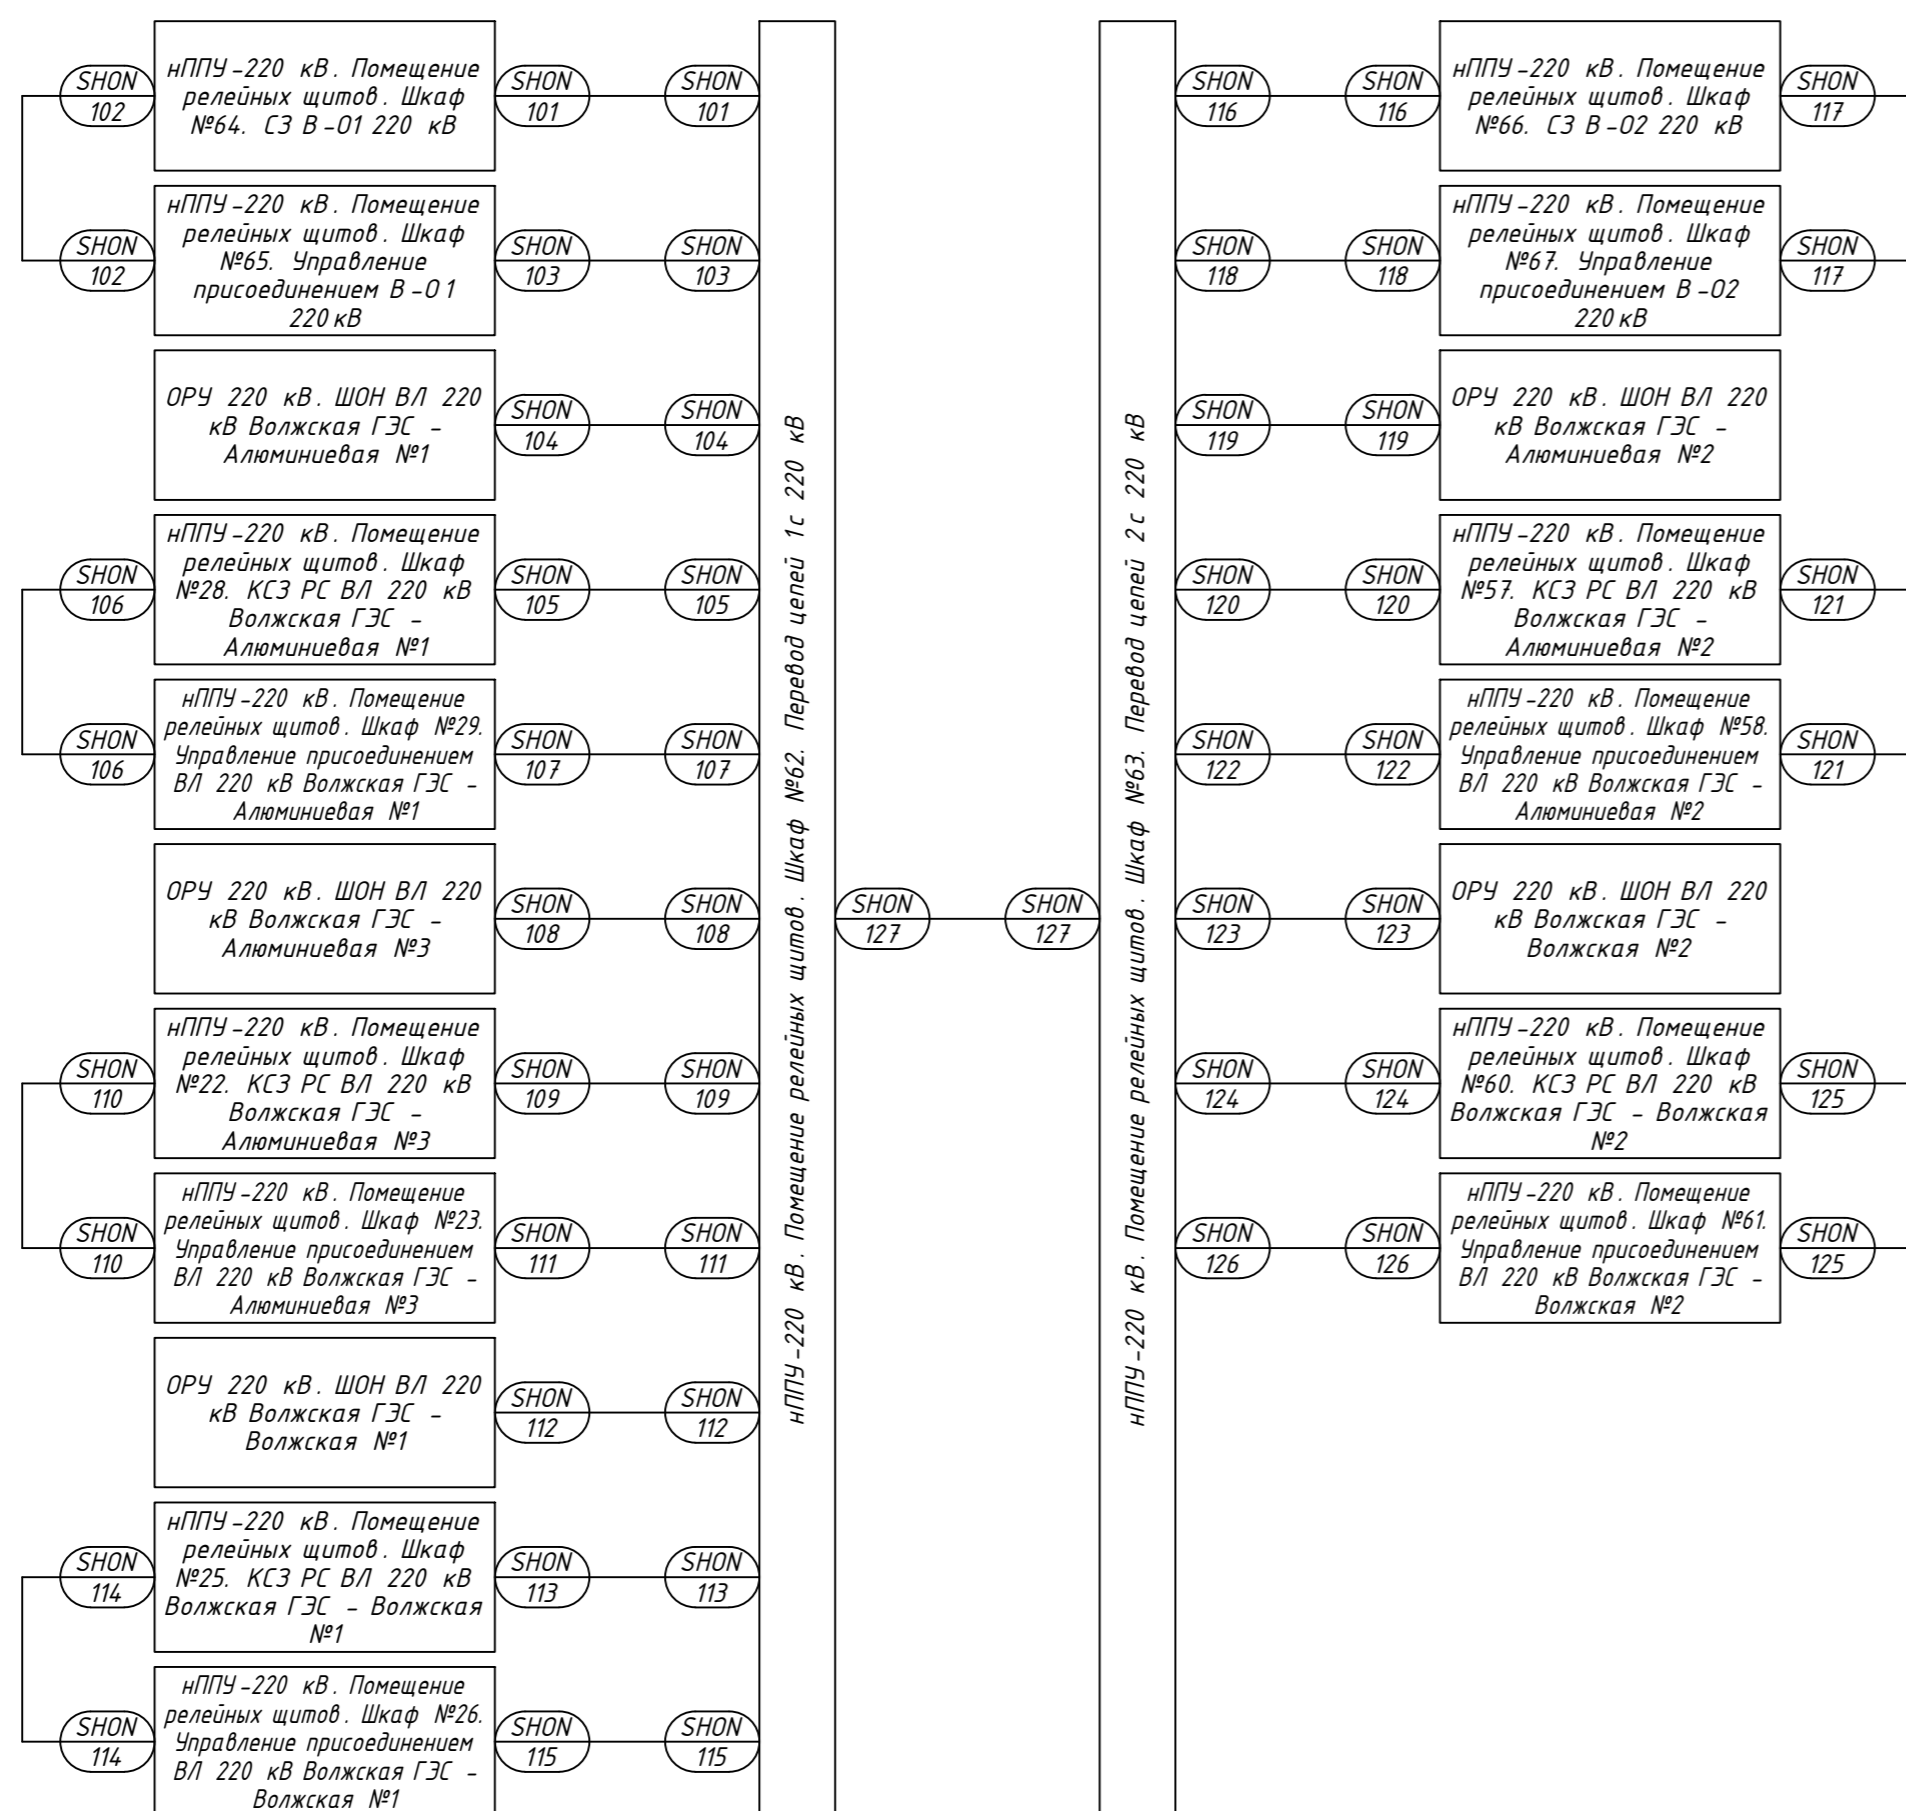 SHON
102
нППУ-220 кВ. Помещение
релейных щитов. Шкаф
№64. СЗ В-О1 220 кВ
SHON
101
SHON
101
SHON
102
нППУ-220 кВ. Помещение
релейных щитов. Шкаф
№65. Управление
присоединением В-О1
220 кВ
SHON
103
SHON
103
ОРУ 220 кВ. ШОН ВЛ 220
кВ Волжская ГЭС -
Алюминиевая №1
SHON
104
SHON
104
SHON
106
нППУ-220 кВ. Помещение
релейных щитов. Шкаф
№28. КСЗ РС ВЛ 220 кВ
Волжская ГЭС -
Алюминиевая №1
SHON
105
SHON
105
SHON
106
нППУ-220 кВ. Помещение
релейных щитов. Шкаф №29.
Управление присоединением
ВЛ 220 кВ Волжская ГЭС -
Алюминиевая №1
SHON
107
SHON
107
ОРУ 220 кВ. ШОН ВЛ 220
кВ Волжская ГЭС -
Алюминиевая №3
SHON
108
SHON
108
SHON
110
нППУ-220 кВ. Помещение
релейных щитов. Шкаф
№22. КСЗ РС ВЛ 220 кВ
Волжская ГЭС -
Алюминиевая №3
SHON
109
SHON
109
SHON
110
нППУ-220 кВ. Помещение
релейных щитов. Шкаф №23.
Управление присоединением
ВЛ 220 кВ Волжская ГЭС -
Алюминиевая №3
SHON
111
SHON
111
ОРУ 220 кВ. ШОН ВЛ 220
кВ Волжская ГЭС -
Волжская №1
SHON
112
SHON
112
SHON
114
нППУ-220 кВ. Помещение
релейных щитов. Шкаф
№25. КСЗ РС ВЛ 220 кВ
Волжская ГЭС - Волжская
№1
SHON
113
SHON
113
SHON
114
нППУ-220 кВ. Помещение
релейных щитов. Шкаф №26.
Управление присоединением
ВЛ 220 кВ Волжская ГЭС -
Волжская №1
SHON
115
SHON
115
нППУ-220 кВ. Помещение релейных щитов. Шкаф №62. Перевод цепей 1с 220 кВ
SHON
127
SHON
127
нППУ-220 кВ. Помещение релейных щитов. Шкаф №63. Перевод цепей 2с 220 кВ
SHON
116
SHON
116
нППУ-220 кВ. Помещение
релейных щитов. Шкаф
№66. СЗ В-О2 220 кВ
SHON
117
SHON
118
SHON
118
нППУ-220 кВ. Помещение
релейных щитов. Шкаф
№67. Управление
присоединением В-О2
220 кВ
SHON
117
SHON
119
SHON
119
ОРУ 220 кВ. ШОН ВЛ 220
кВ Волжская ГЭС -
Алюминиевая №2
SHON
120
SHON
120
нППУ-220 кВ. Помещение
релейных щитов. Шкаф
№57. КСЗ РС ВЛ 220 кВ
Волжская ГЭС -
Алюминиевая №2
SHON
121
SHON
122
SHON
122
нППУ-220 кВ. Помещение
релейных щитов. Шкаф №58.
Управление присоединением
ВЛ 220 кВ Волжская ГЭС -
Алюминиевая №2
SHON
121
SHON
123
SHON
123
ОРУ 220 кВ. ШОН ВЛ 220
кВ Волжская ГЭС -
Волжская №2
SHON
124
SHON
124
нППУ-220 кВ. Помещение
релейных щитов. Шкаф
№60. КСЗ РС ВЛ 220 кВ
Волжская ГЭС - Волжская
№2
SHON
125
SHON
126
SHON
126
нППУ-220 кВ. Помещение
релейных щитов. Шкаф №61.
Управление присоединением
ВЛ 220 кВ Волжская ГЭС -
Волжская №2
SHON
125